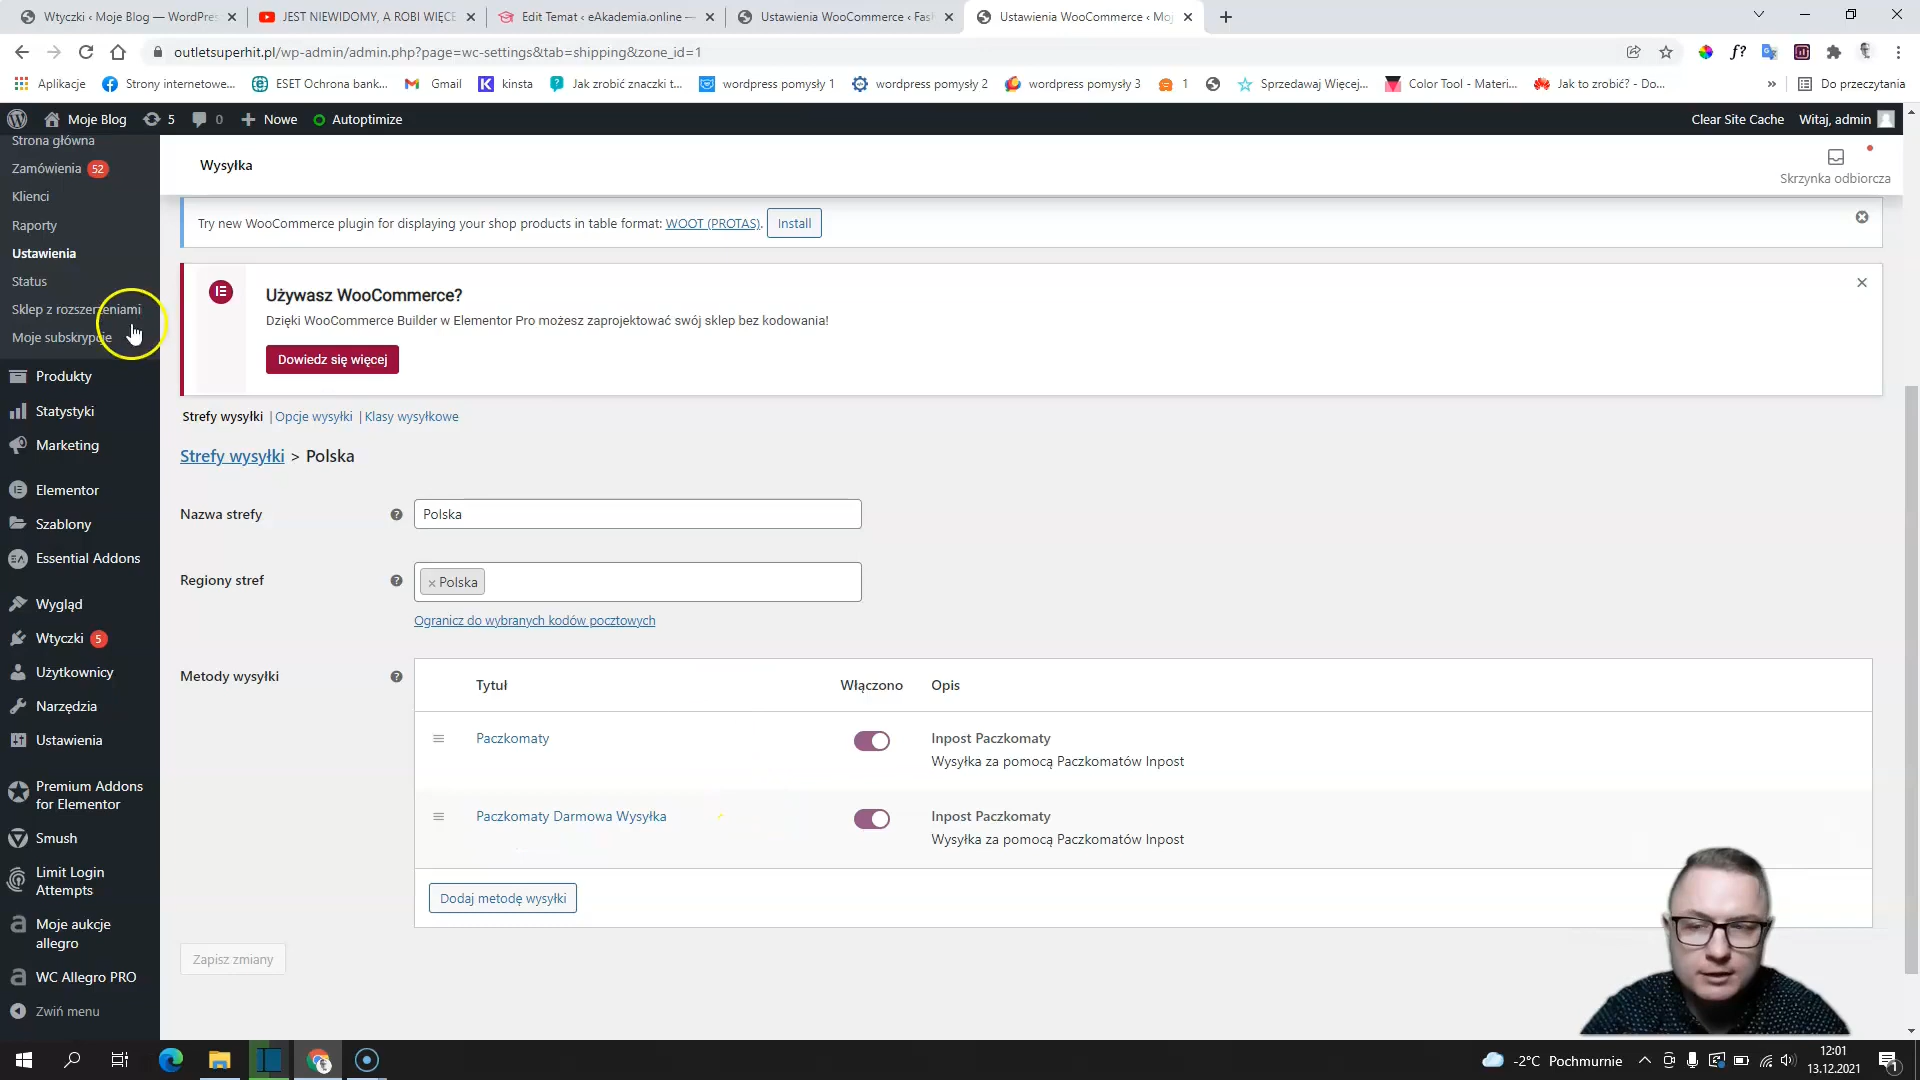 Wtyczki ‹ Moje Blog — WordPres
JEST NIEWIDOMY, A ROBI WIĘCE
Edit Temat ‹ eAkademia.online —
Ustawienia WooCommerce ‹ Fas
Ustawienia WooCommerce ‹ Moj
outletsuperhit.pl/wp-admin/admin.php?page=wc-settings&tab=shipping&zone_id=1
f?
Aplikacje
Strony internetowe...
ESET Ochrona bank...
Gmail
kinsta
Jak zrobić znaczki t...
wordpress pomysły 1
wordpress pomysły 2
wordpress pomysły 3
1
Sprzedawaj Więcej,...
Color Tool - Materi...
Jak to zrobić? - Do...
»
Do przeczytania
Moje Blog
5
0
Nowe
Autoptimize
Clear Site Cache
Witaj, admin
Strona główna
Zamówienia 52
Klienci
Raporty
Ustawienia
Status
Sklep z rozszerzeniami
Moje subskrypcje
Produkty
Statystyki
Marketing
Elementor
Szablony
Essential Addons
Wygląd
Wtyczki 5
Użytkownicy
Narzędzia
Ustawienia
Premium Addons
for Elementor
Smush
Limit Login
Attempts
Moje aukcje
allegro
WC Allegro PRO
Zwiń menu
Wysyłka
Skrzynka odbiorcza
Try new WooCommerce plugin for displaying your shop products in table format: WOOT (PROTAS). Install
Używasz WooCommerce?
Dzięki WooCommerce Builder w Elementor Pro możesz zaprojektować swój sklep bez kodowania!
Dowiedz się więcej
Strefy wysyłki | Opcje wysyłki | Klasy wysyłkowe
Strefy wysyłki > Polska
Nazwa strefy
Polska
Regiony stref
× Polska
Ogranicz do wybranych kodów pocztowych
Metody wysyłki
Tytuł
Włączono
Opis
Paczkomaty
Inpost Paczkomaty
Wysyłka za pomocą Paczkomatów Inpost
Paczkomaty Darmowa Wysyłka
Inpost Paczkomaty
Wysyłka za pomocą Paczkomatów Inpost
Dodaj metodę wysyłki
Zapisz zmiany
-2°C Pochmurnie
12:01
13.12.2021
1